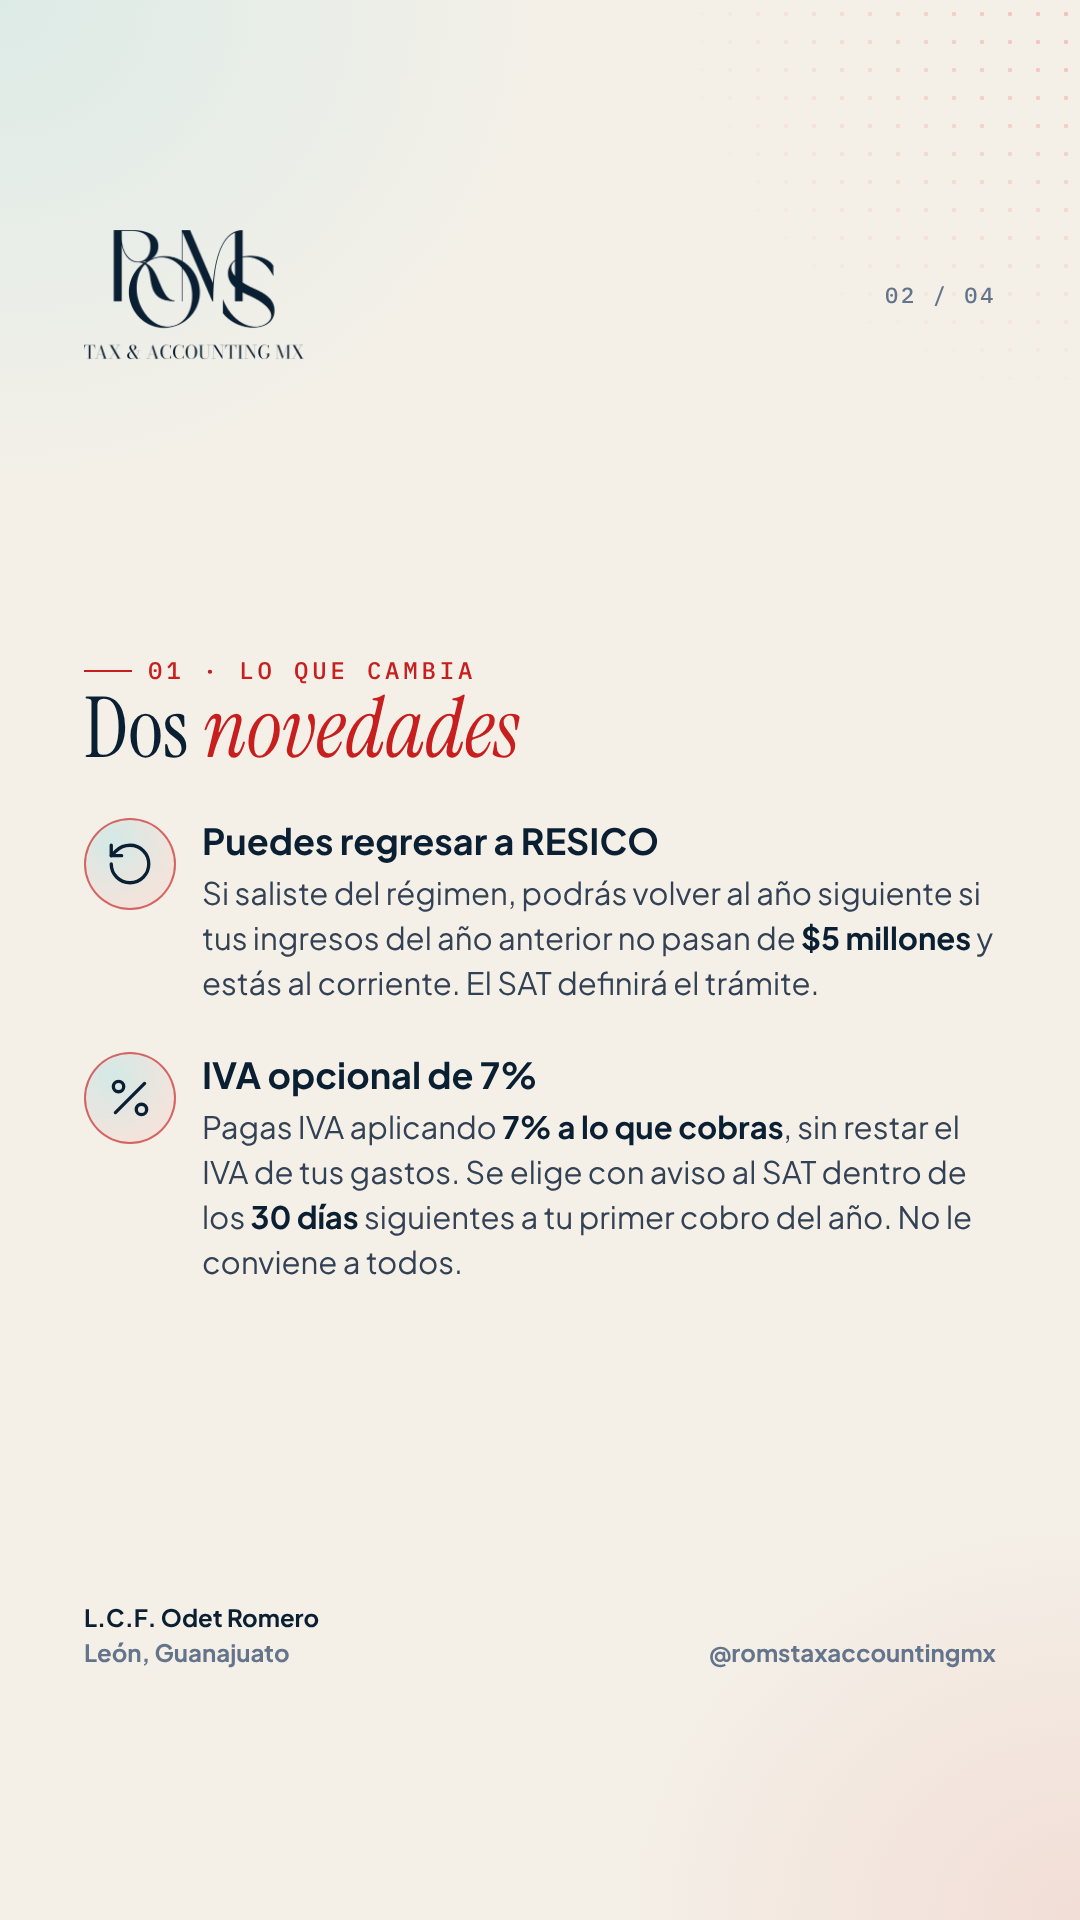 ROMS
TAX & ACCOUNTING MX
02 / 04
01 · LO QUE CAMBIA
Dos novedades
Puedes regresar a RESICO
Si saliste del régimen, podrás volver al año siguiente si
tus ingresos del año anterior no pasan de $5 millones y
estás al corriente. El SAT definirá el trámite.
IVA opcional de 7%
Pagas IVA aplicando 7% a lo que cobras, sin restar el
IVA de tus gastos. Se elige con aviso al SAT dentro de
los 30 días siguientes a tu primer cobro del año. No le
conviene a todos.
L.C.F. Odet Romero
León, Guanajuato
@romstaxaccountingmx